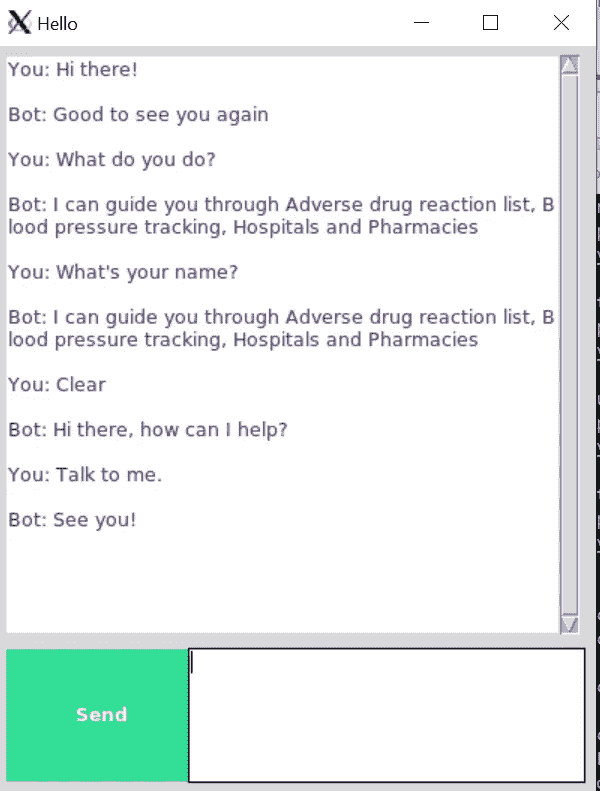 Hello
You: Hi there!
Bot: Good to see you again
You: What do you do?
Bot: I can guide you through Adverse drug reaction list, B
lood pressure tracking, Hospitals and Pharmacies
You: What's your name?
Bot: I can guide you through Adverse drug reaction list, B
lood pressure tracking, Hospitals and Pharmacies
You: Clear
Bot: Hi there, how can I help?
You: Talk to me.
Bot: See you!
Send